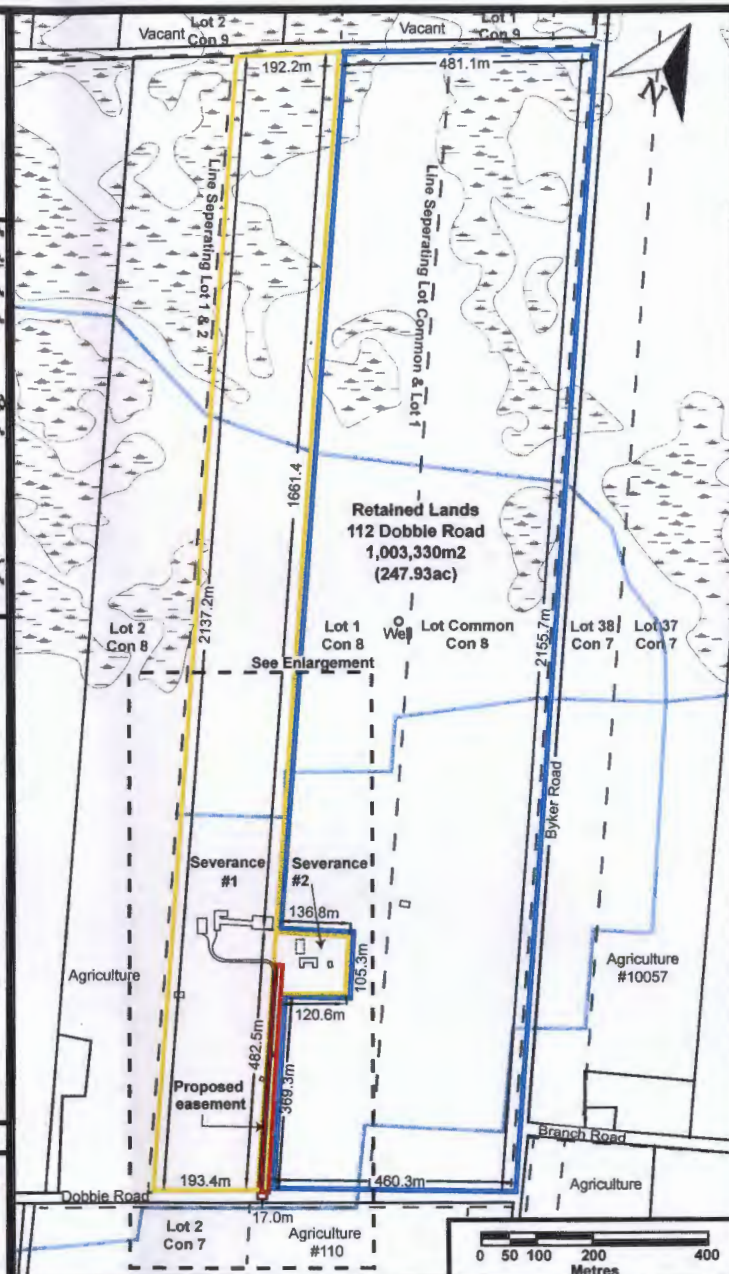 Lot 2
Con 9
Vacant
Vacant
Lot 1
Con 9
192.2m
481.1m
N
Line Seperating Lot 1 & 2
Line Seperating Lot Common & Lot 1
1661.4
Retained Lands
112 Dobbie Road
1,003,330m2
(247.93ac)
2137.2m
Lot 2
Con 8
Lot 1
Con 8
Well
Lot Common
Con 8
2155.7m
Lot 38
Con 7
Lot 37
Con 7
See Enlargement
Byker Road
Severance
#1
Severance
#2
136.8m
105.3m
Agriculture
Agriculture
#10057
120.6m
482.5m
369.3m
Proposed
easement
Branch Road
193.4m
460.3m
Agriculture
Dobbie Road
17.0m
Lot 2
Con 7
Agriculture
#110
0 50 100 200 400
Metres